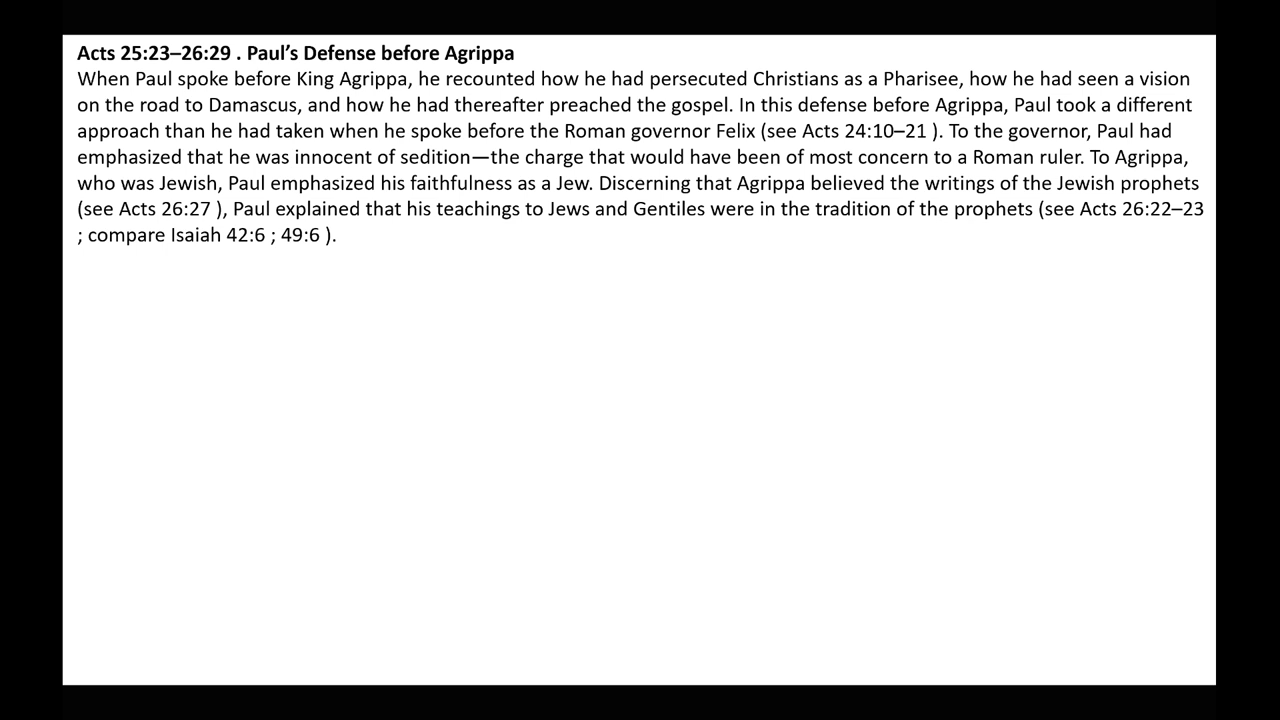 Acts 25:23–26:29 . Paul’s Defense before Agrippa
When Paul spoke before King Agrippa, he recounted how he had persecuted Christians as a Pharisee, how he had seen a vision
on the road to Damascus, and how he had thereafter preached the gospel. In this defense before Agrippa, Paul took a different
approach than he had taken when he spoke before the Roman governor Felix (see Acts 24:10–21 ). To the governor, Paul had
emphasized that he was innocent of sedition—the charge that would have been of most concern to a Roman ruler. To Agrippa,
who was Jewish, Paul emphasized his faithfulness as a Jew. Discerning that Agrippa believed the writings of the Jewish prophets
(see Acts 26:27 ), Paul explained that his teachings to Jews and Gentiles were in the tradition of the prophets (see Acts 26:22–23
; compare Isaiah 42:6 ; 49:6 ).